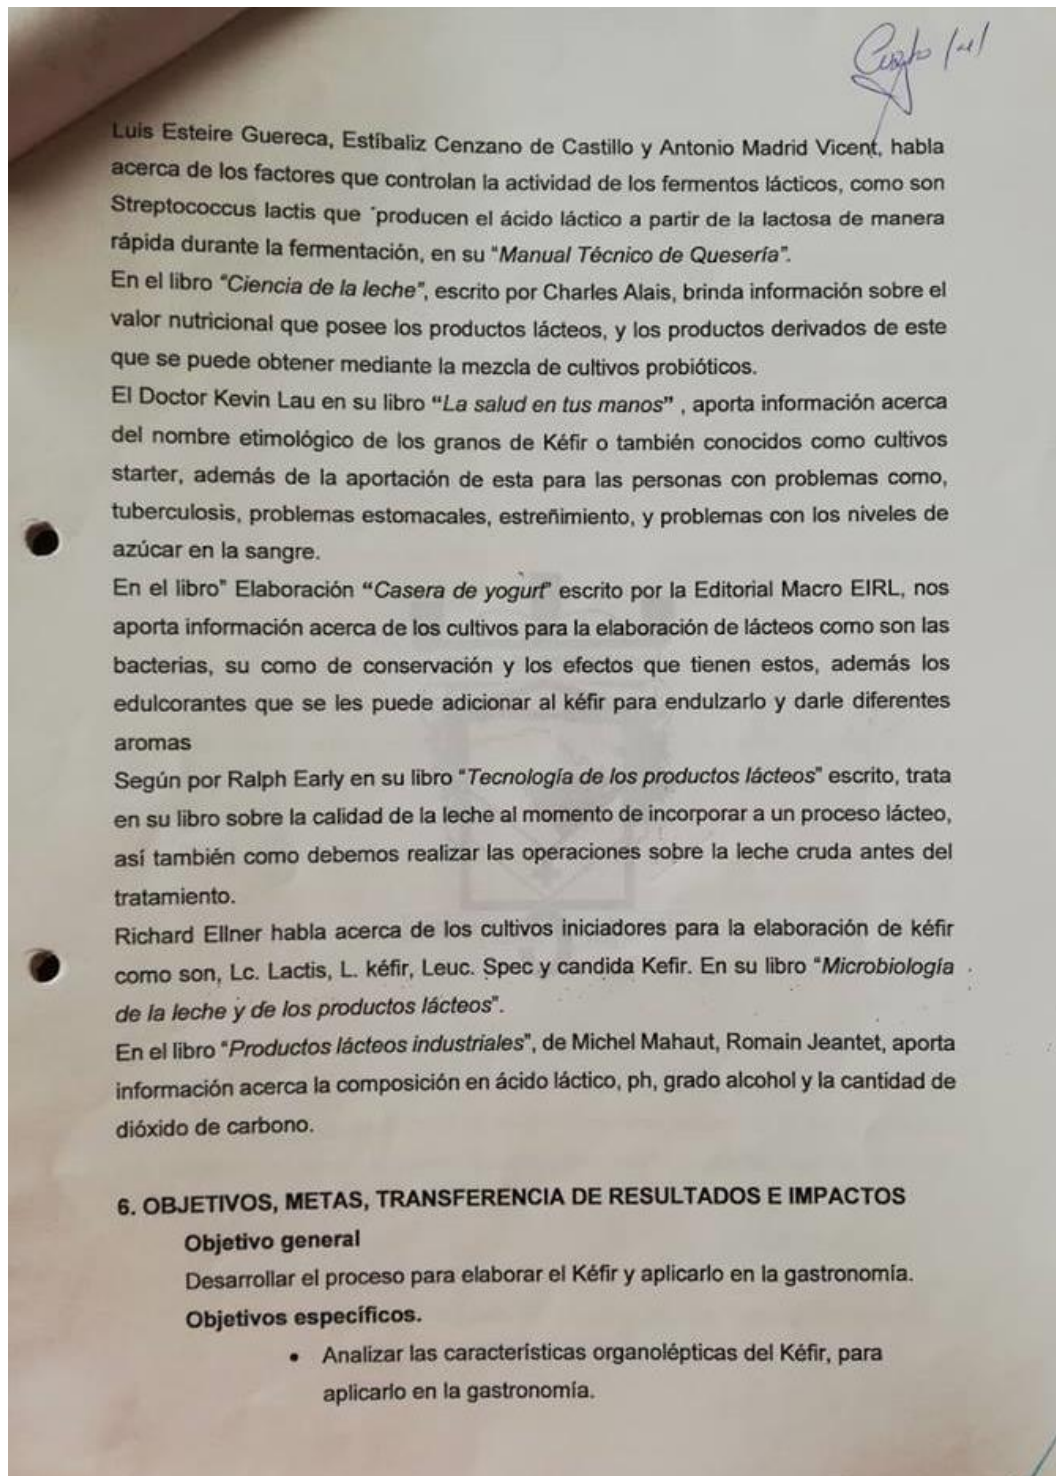 Cuatro (4)
Luis Esteire Guereca, Estíbaliz Cenzano de Castillo y Antonio Madrid Vicent, habla
acerca de los factores que controlan la actividad de los fermentos lácticos, como son
Streptococcus lactis que ¨producen el ácido láctico a partir de la lactosa de manera
rápida durante la fermentación, en su "Manual Técnico de Quesería".
En el libro "Ciencia de la leche", escrito por Charles Alais, brinda información sobre el
valor nutricional que posee los productos lácteos, y los productos derivados de este
que se puede obtener mediante la mezcla de cultivos probióticos.
El Doctor Kevin Lau en su libro “La salud en tus manos” , aporta información acerca
del nombre etimológico de los granos de Kéfir o también conocidos como cultivos
starter, además de la aportación de esta para las personas con problemas como,
tuberculosis, problemas estomacales, estreñimiento, y problemas con los niveles de
azúcar en la sangre.
En el libro" Elaboración “Casera de yogurt” escrito por la Editorial Macro EIRL, nos
aporta información acerca de los cultivos para la elaboración de lácteos como son las
bacterias, su como de conservación y los efectos que tienen estos, además los
edulcorantes que se les puede adicionar al kéfir para endulzarlo y darle diferentes
aromas
Según por Ralph Early en su libro "Tecnología de los productos lácteos" escrito, trata
en su libro sobre la calidad de la leche al momento de incorporar a un proceso lácteo,
así también como debemos realizar las operaciones sobre la leche cruda antes del
tratamiento.
Richard Ellner habla acerca de los cultivos iniciadores para la elaboración de kéfir
como son, Lc. Lactis, L. kéfir, Leuc. Spec y candida Kefir. En su libro "Microbiología
de la leche y de los productos lácteos".
En el libro "Productos lácteos industriales", de Michel Mahaut, Romain Jeantet, aporta
información acerca la composición en ácido láctico, ph, grado alcohol y la cantidad de
dióxido de carbono.
6. OBJETIVOS, METAS, TRANSFERENCIA DE RESULTADOS E IMPACTOS
Objetivo general
Desarrollar el proceso para elaborar el Kéfir y aplicarlo en la gastronomía.
Objetivos específicos.
• Analizar las características organolépticas del Kéfir, para
aplicarlo en la gastronomía.